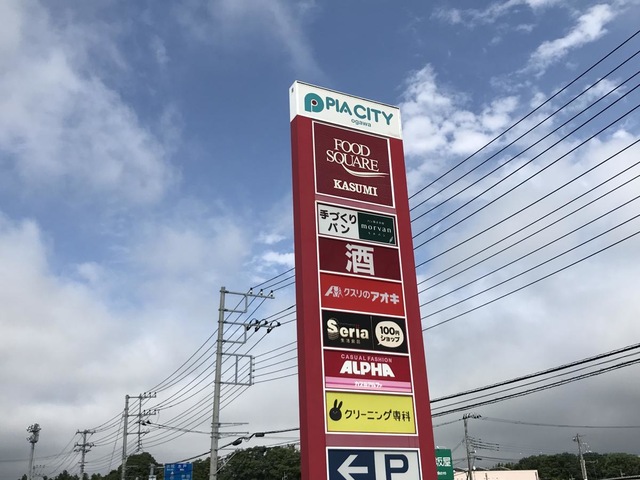 PIA CITY
ogawa
FOOD
SQUARE
KASUMI
手づくり
パン
morvan
酒
クスリのアオキ
Seria
100円
ショップ
CASUAL FASHION
ALPHA
クリーニング専科
P